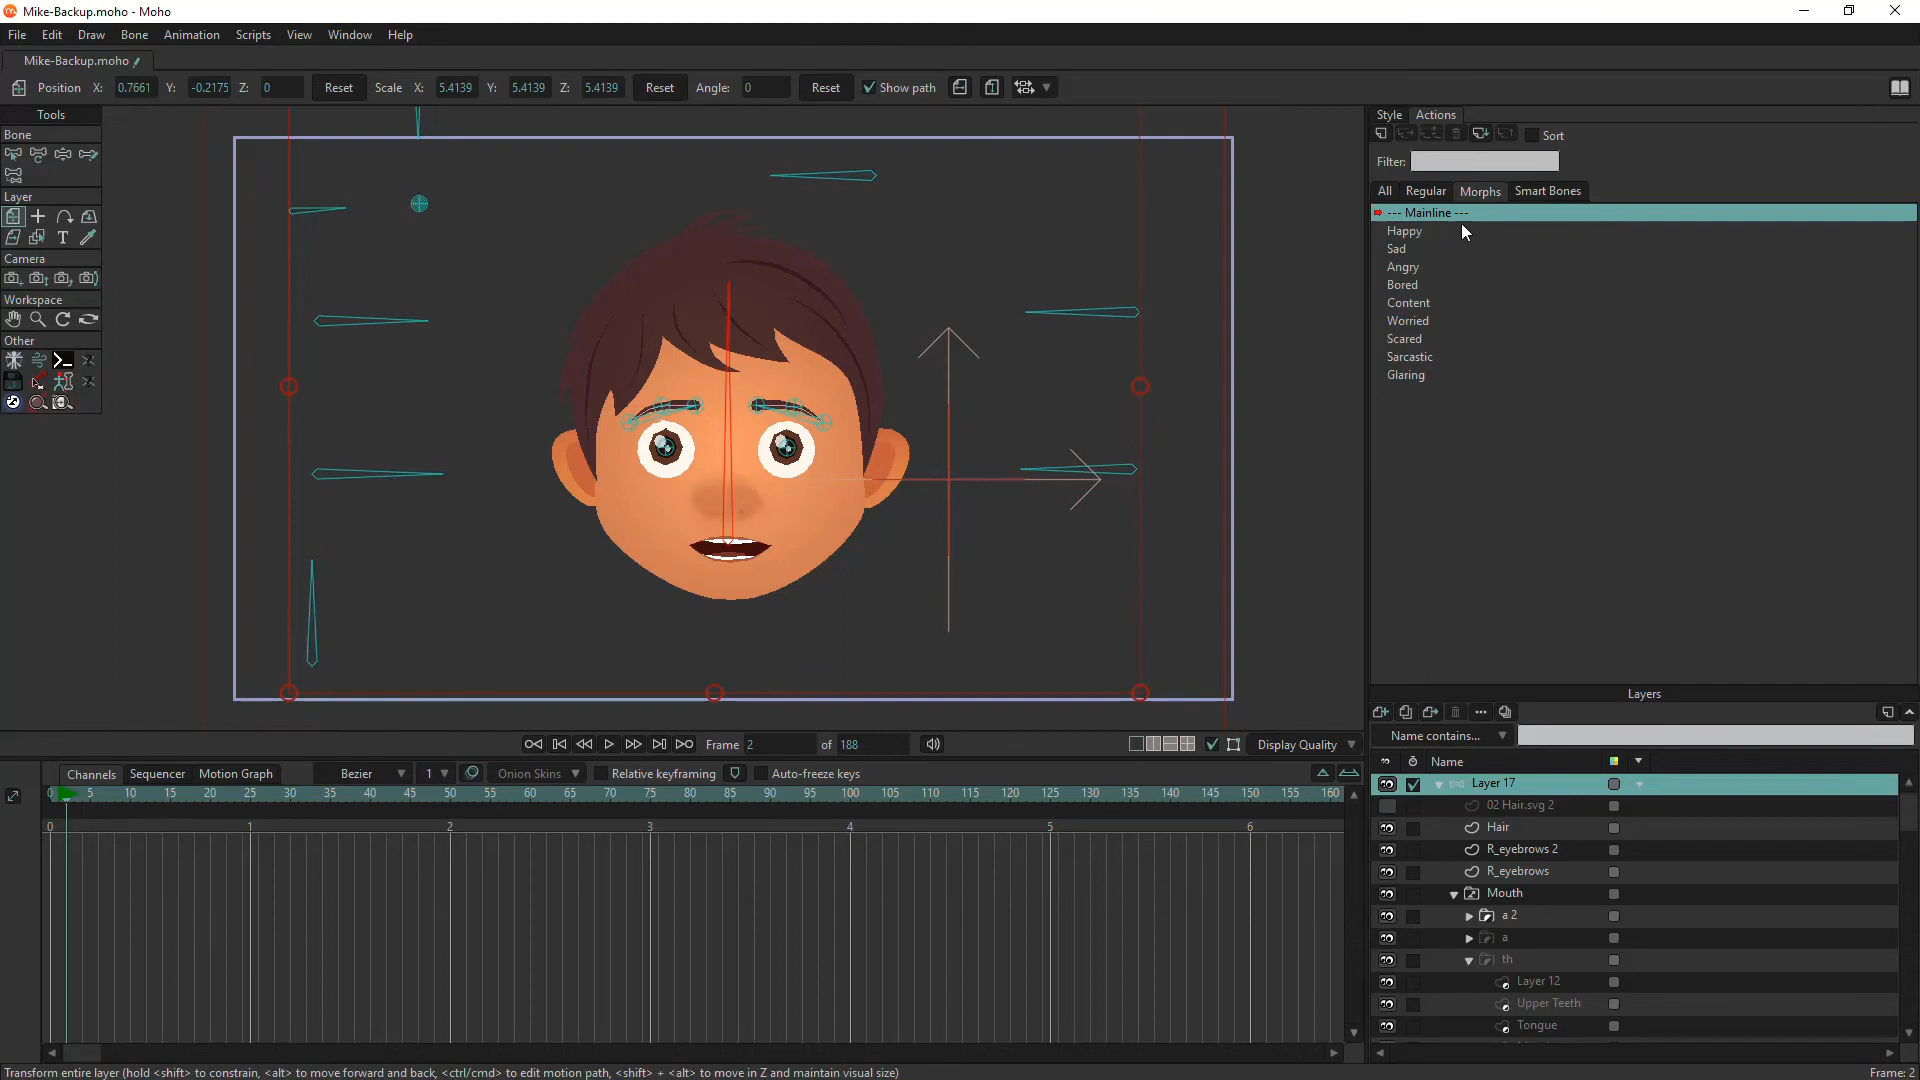 Mike-Backup.moho - Moho
File Edit Draw Bone Animation Scripts View Window Help
Mike-Backup.moho
Position X: 0.7661 Y: -0.2175 Z: 0 Reset Scale X: 5.4139 Y: 5.4139 Z: 5.4139 Reset Angle: 0 Reset Show path
Tools
Bone
Layer
Camera
Workspace
Other
Style Actions
Sort
Filter:
All Regular Morphs Smart Bones
--- Mainline ---
Happy
Sad
Angry
Bored
Content
Worried
Scared
Sarcastic
Glaring
Frame 2 of 188 Display Quality
Channels Sequencer Motion Graph Bezier 1 Onion Skins Relative keyframing Auto-freeze keys
0 5 10 15 20 25 30 35 40 45 50 55 60 65 70 75 80 85 90 95 100 105 110 115 120 125 130 135 140 145 150 155 160
0 1 2 3 4 5 6
Layers
Name contains...
Name
Layer 17
02 Hair.svg 2
Hair
R_eyebrows 2
R_eyebrows
Mouth
a 2
a
th
Layer 12
Upper Teeth
Tongue
Transform entire layer (hold <shift> to constrain, <alt> to move forward and back, <ctrl/cmd> to edit motion path, <shift> + <alt> to move in Z and maintain visual size)
Frame: 2